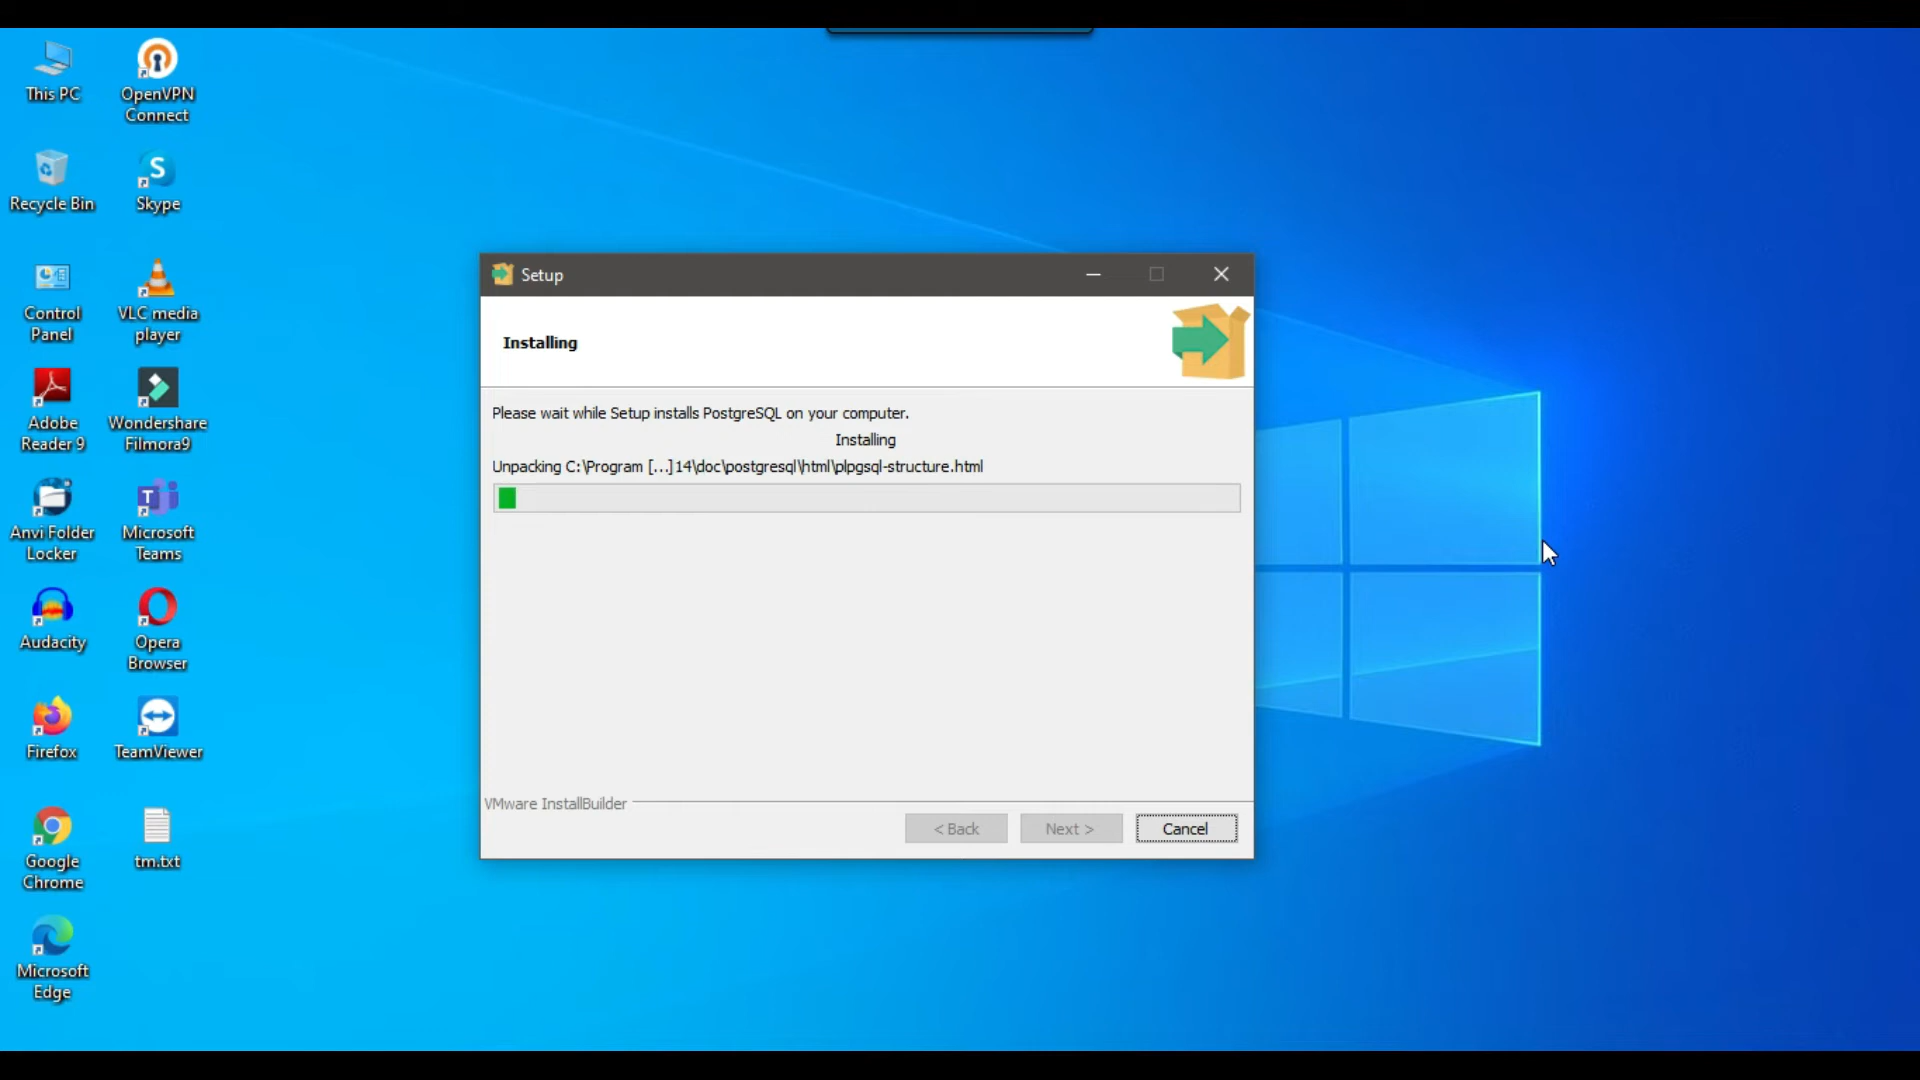 This PC
OpenVPN
Connect
Recycle Bin
Skype
Control
Panel
VLC media
player
Adobe
Reader 9
Wondershare
Filmora9
Anvi Folder
Locker
Microsoft
Teams
Audacity
Opera
Browser
Firefox
TeamViewer
Google
Chrome
tm.txt
Microsoft
Edge
Setup
Installing
Please wait while Setup installs PostgreSQL on your computer.
Installing
Unpacking C:\Program [...]14\doc\postgresql\html\plpgsql-structure.html
VMware InstallBuilder
< Back
Next >
Cancel